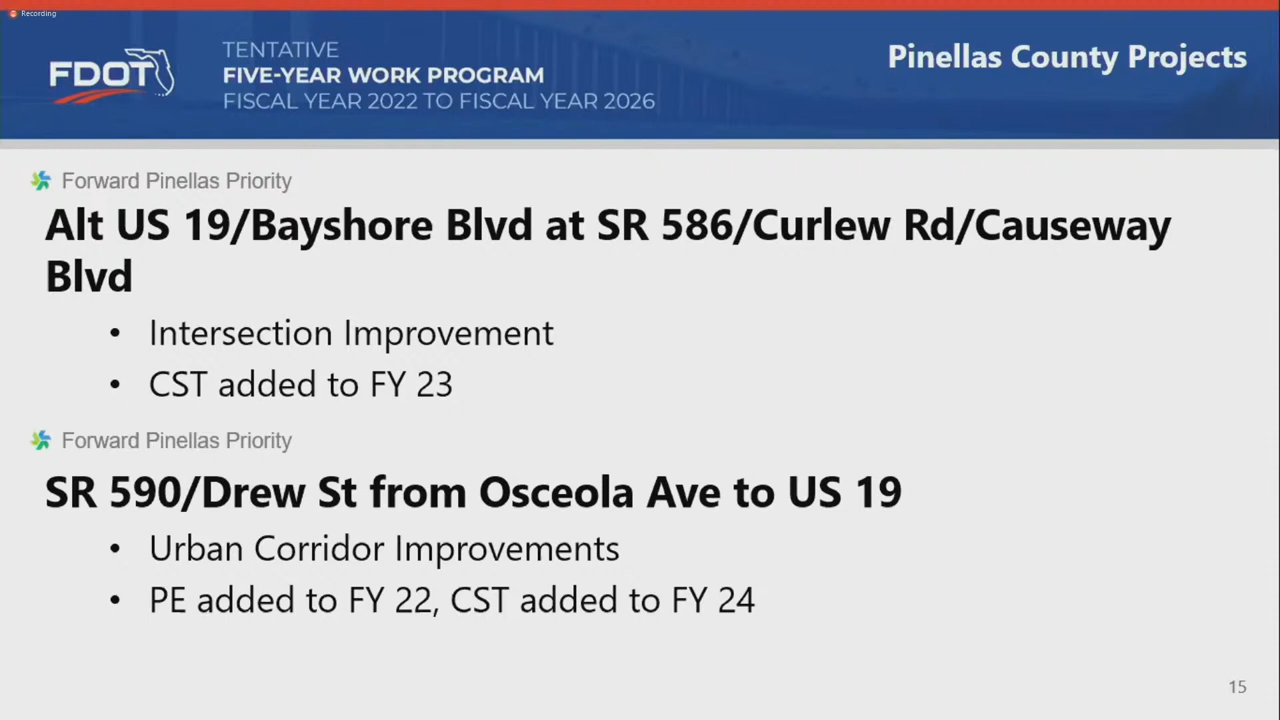 Recording
FDOT
TENTATIVE
FIVE-YEAR WORK PROGRAM
FISCAL YEAR 2022 TO FISCAL YEAR 2026
Pinellas County Projects
Forward Pinellas Priority
Alt US 19/Bayshore Blvd at SR 586/Curlew Rd/Causeway
Blvd
• Intersection Improvement
• CST added to FY 23
Forward Pinellas Priority
SR 590/Drew St from Osceola Ave to US 19
• Urban Corridor Improvements
• PE added to FY 22, CST added to FY 24
15